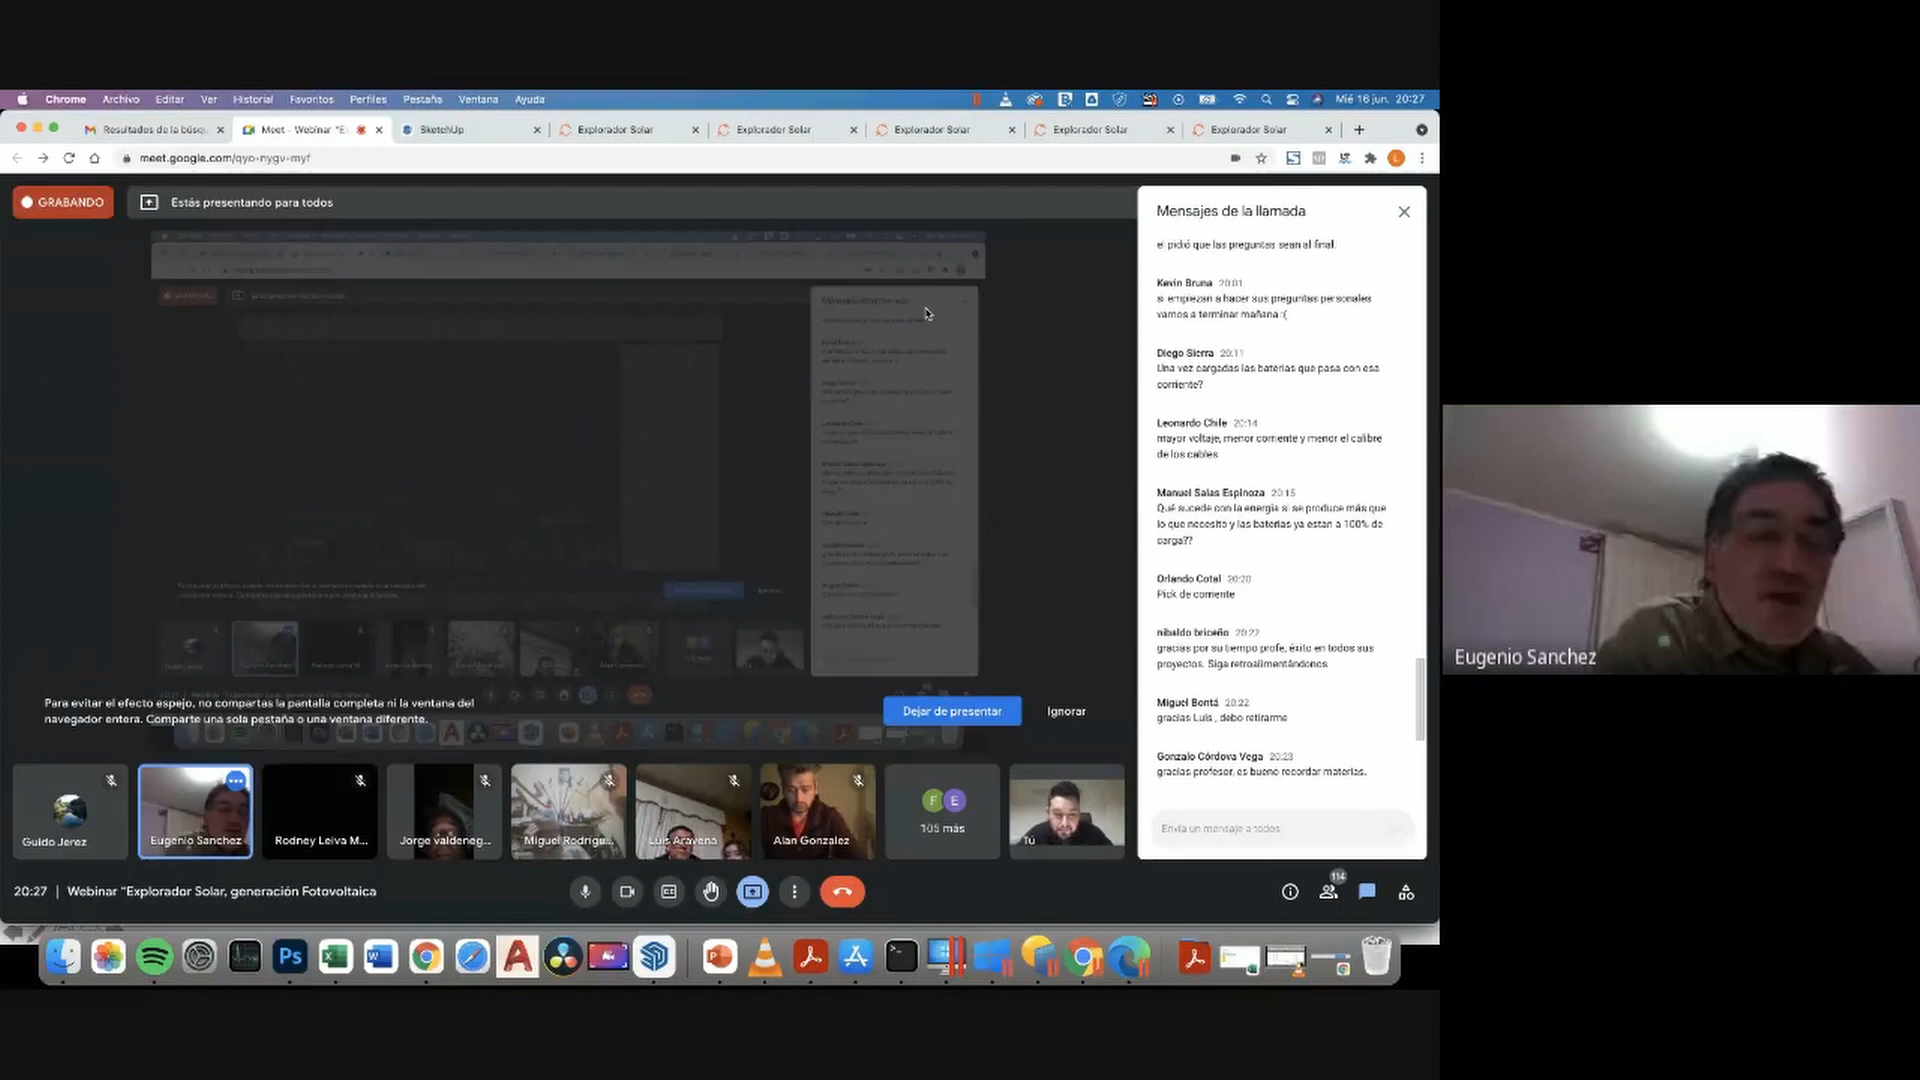 Chrome Archivo Editar Ver Historial Favoritos Perfiles Pestaña Ventana Ayuda Mié 16 jun. 20:27
Resultados de la búsqu Meet - Webinar "E SketchUp Explorador Solar Explorador Solar Explorador Solar Explorador Solar Explorador Solar
meet.google.com/qyo-nygv-myf
GRABANDO
Estás presentando para todos
Mensajes de la llamada
el pidió que las preguntas sean al final.
Kevin Bruna 20:01
si empiezan a hacer sus preguntas personales
vamos a terminar mañana :(
Diego Sierra 20:11
Una vez cargadas las baterias que pasa con esa
corriente?
Leonardo Chile 20:14
mayor voltaje, menor corriente y menor el calibre
de los cables
Manuel Salas Espinoza 20:15
Qué sucede con la energia si se produce más que
lo que necesito y las baterias ya estan a 100% de
carga??
Orlando Cotal 20:20
Pick de corriente
nibaldo briceño 20:22
gracias por su tiempo profe, éxito en todos sus
proyectos. Siga retroalimentándonos
Miguel Bontá 20:22
gracias Luis, debo retirarme
Gonzalo Córdova Vega 20:23
gracias profesor, es bueno recordar materias.
Envía un mensaje a todos
Para evitar el efecto espejo, no compartas la pantalla completa ni la ventana del
navegador entera. Comparte una sola pestaña o una ventana diferente.
Dejar de presentar
Ignorar
Guido Jerez
Eugenio Sanchez
Rodney Leiva M...
Jorge valdeneg...
Miguel Rodrigu...
Luis Aravena
Alan Gonzalez
F E
105 más
Tú
20:27 | Webinar "Explorador Solar, generación Fotovoltaica
114
Eugenio Sanchez